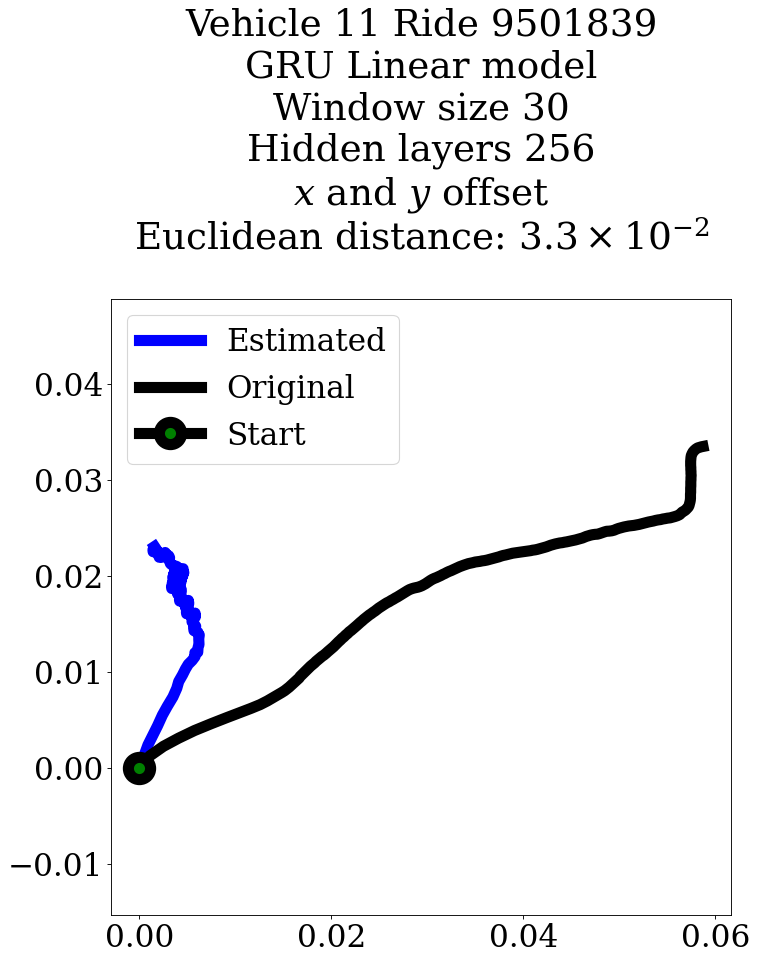 Vehicle 11 Ride 9501839
GRU Linear model
Window size 30
Hidden layers 256
x and y offset
Euclidean distance: 3.3 × 10⁻²
Estimated
Original
Start
0.04
0.03
0.02
0.01
0.00
−0.01
0.00 0.02 0.04 0.06